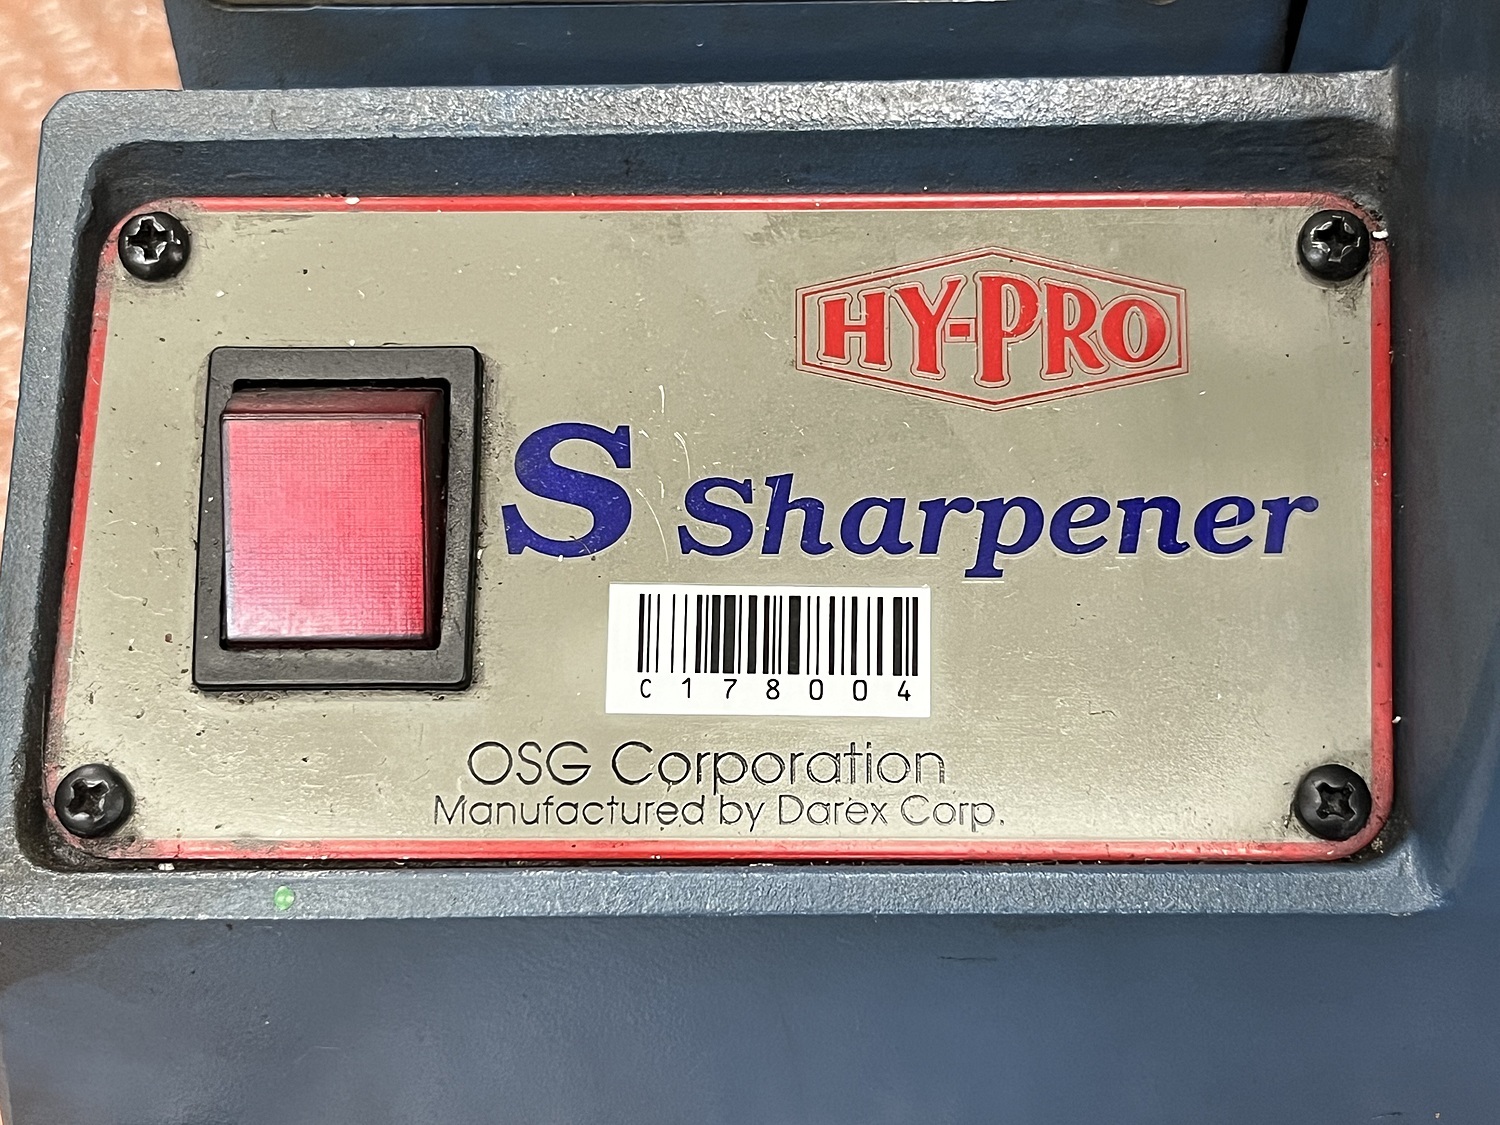 HY-PRO
S Sharpener
C178004
OSG Corporation
Manufactured by Darex Corp.